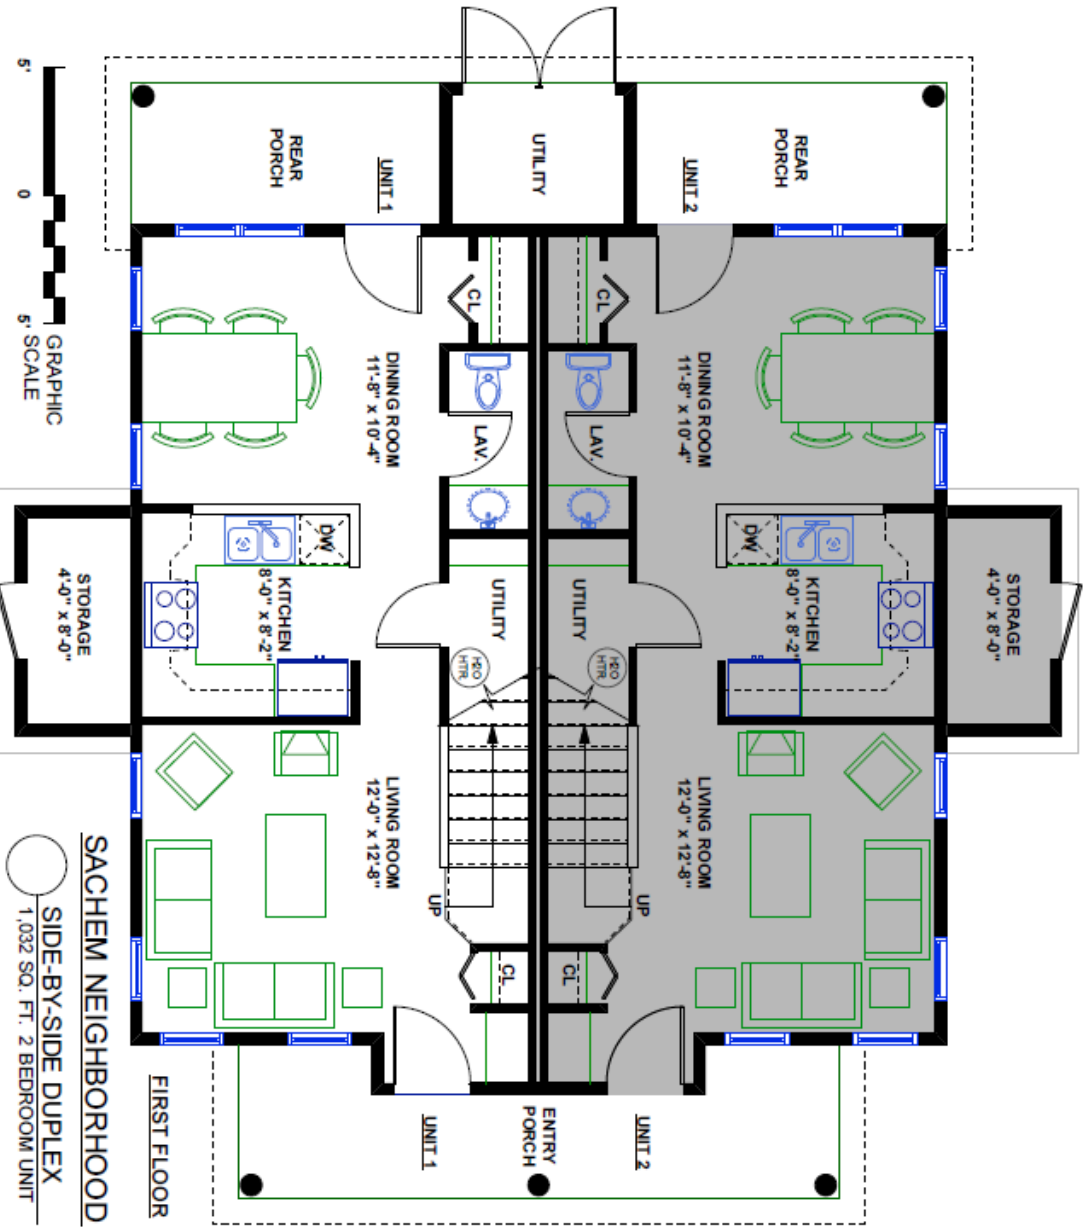 SACHEM NEIGHBORHOOD
SIDE-BY-SIDE DUPLEX
1,032 SQ. FT. 2 BEDROOM UNIT
FIRST FLOOR
GRAPHIC
SCALE
5'
0
5'
STORAGE
4'-0" x 8'-0"
REAR
PORCH
UNIT 1
DINING ROOM
11'-8" x 10'-4"
KITCHEN
8'-0" x 8'-2"
DW
LIVING ROOM
12'-0" x 12'-8"
CL
LAV.
UTILITY
H2O
HTR
UP
CL
UNIT 1
UTILITY
ENTRY
PORCH
CL
LAV.
UTILITY
H2O
HTR
UP
CL
UNIT 2
UNIT 2
REAR
PORCH
DINING ROOM
11'-8" x 10'-4"
DW
KITCHEN
8'-0" x 8'-2"
LIVING ROOM
12'-0" x 12'-8"
STORAGE
4'-0" x 8'-0"